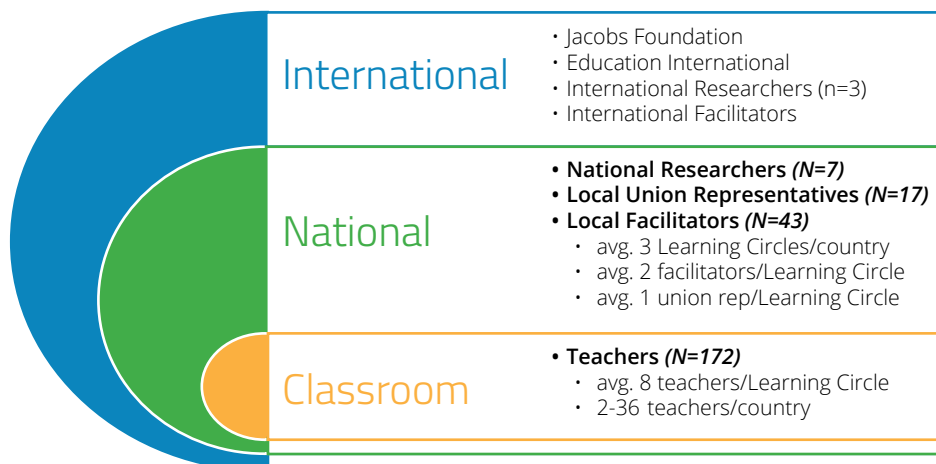 International
· Jacobs Foundation
· Education International
· International Researchers (n=3)
· International Facilitators
National
• National Researchers (N=7)
• Local Union Representatives (N=17)
• Local Facilitators (N=43)
· avg. 3 Learning Circles/country
· avg. 2 facilitators/Learning Circle
· avg. 1 union rep/Learning Circle
Classroom
• Teachers (N=172)
· avg. 8 teachers/Learning Circle
· 2-36 teachers/country